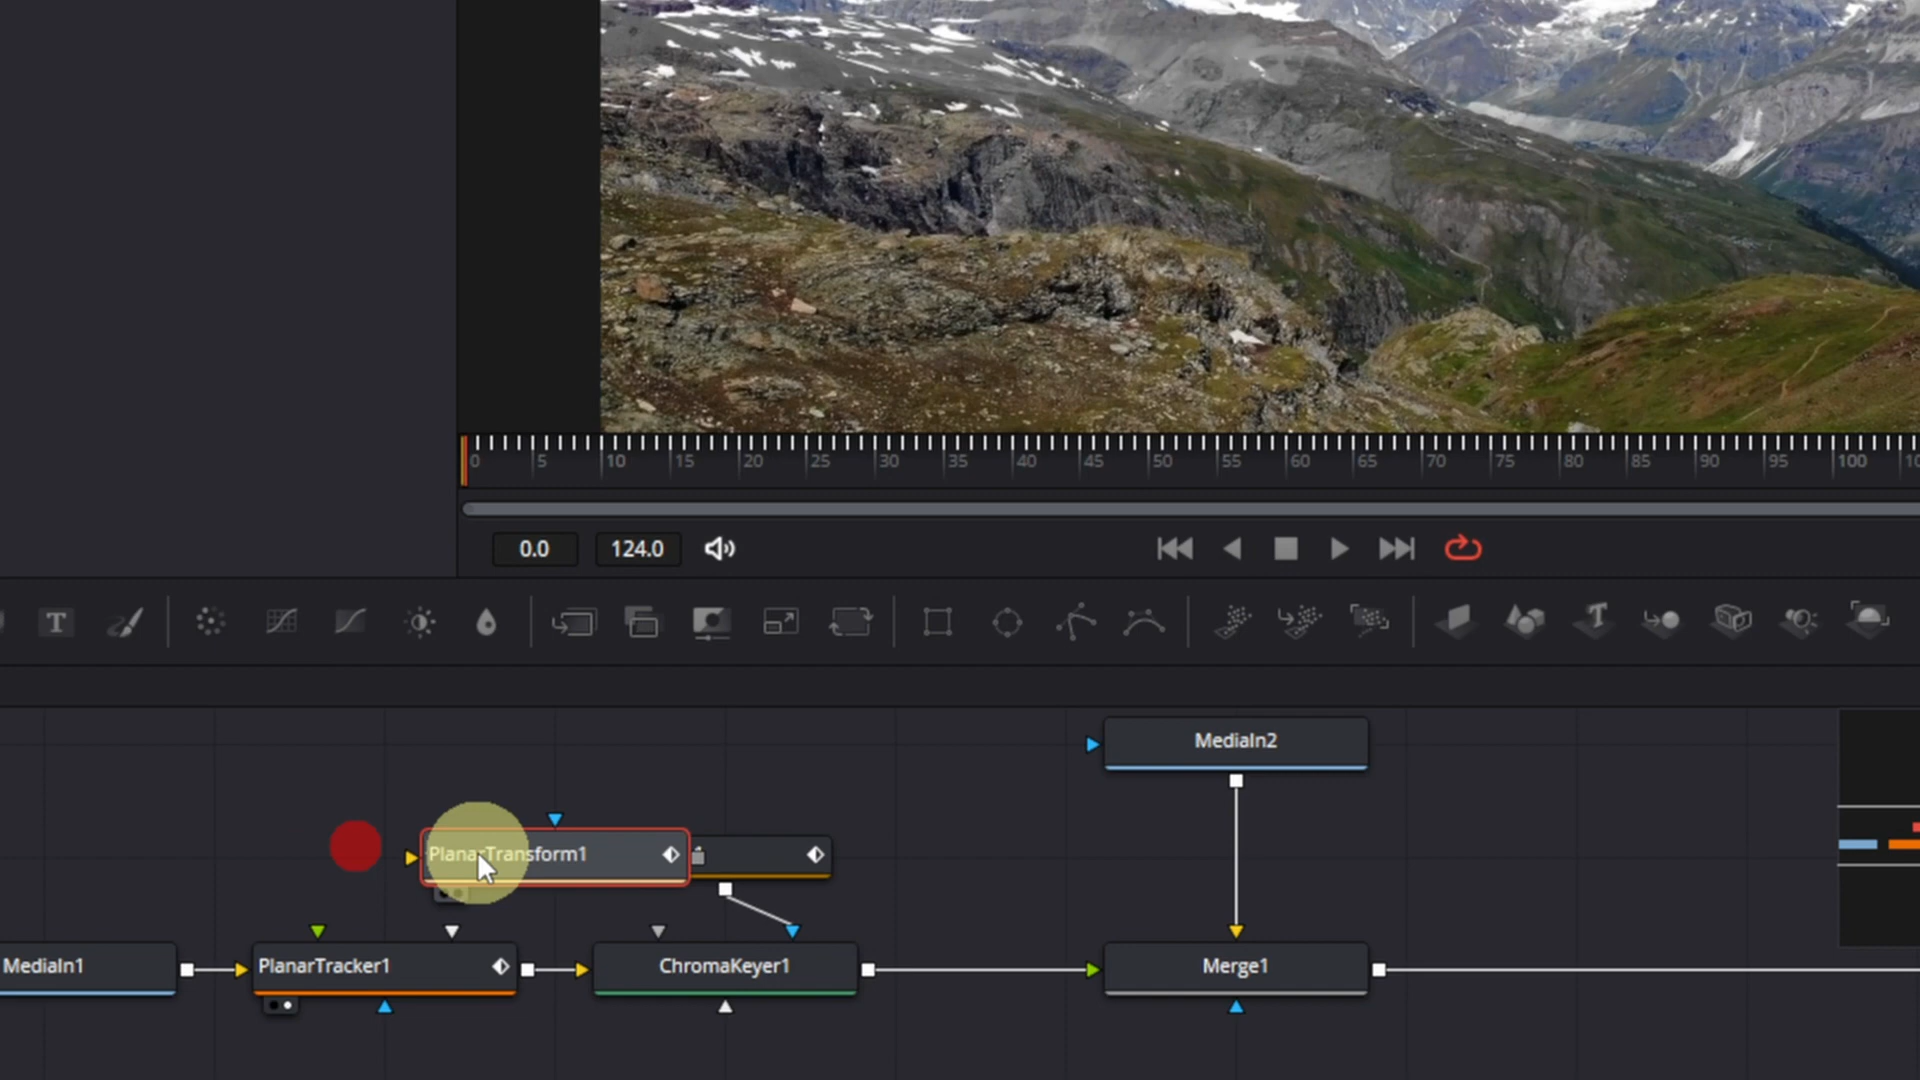 0 5 10 15 20 25 30 35 40 45 50 55 60 65 70 75 80 85 90 95 100
0.0 124.0
T
MediaIn2
PlanarTransform1
MediaIn1 PlanarTracker1 ChromaKeyer1 Merge1